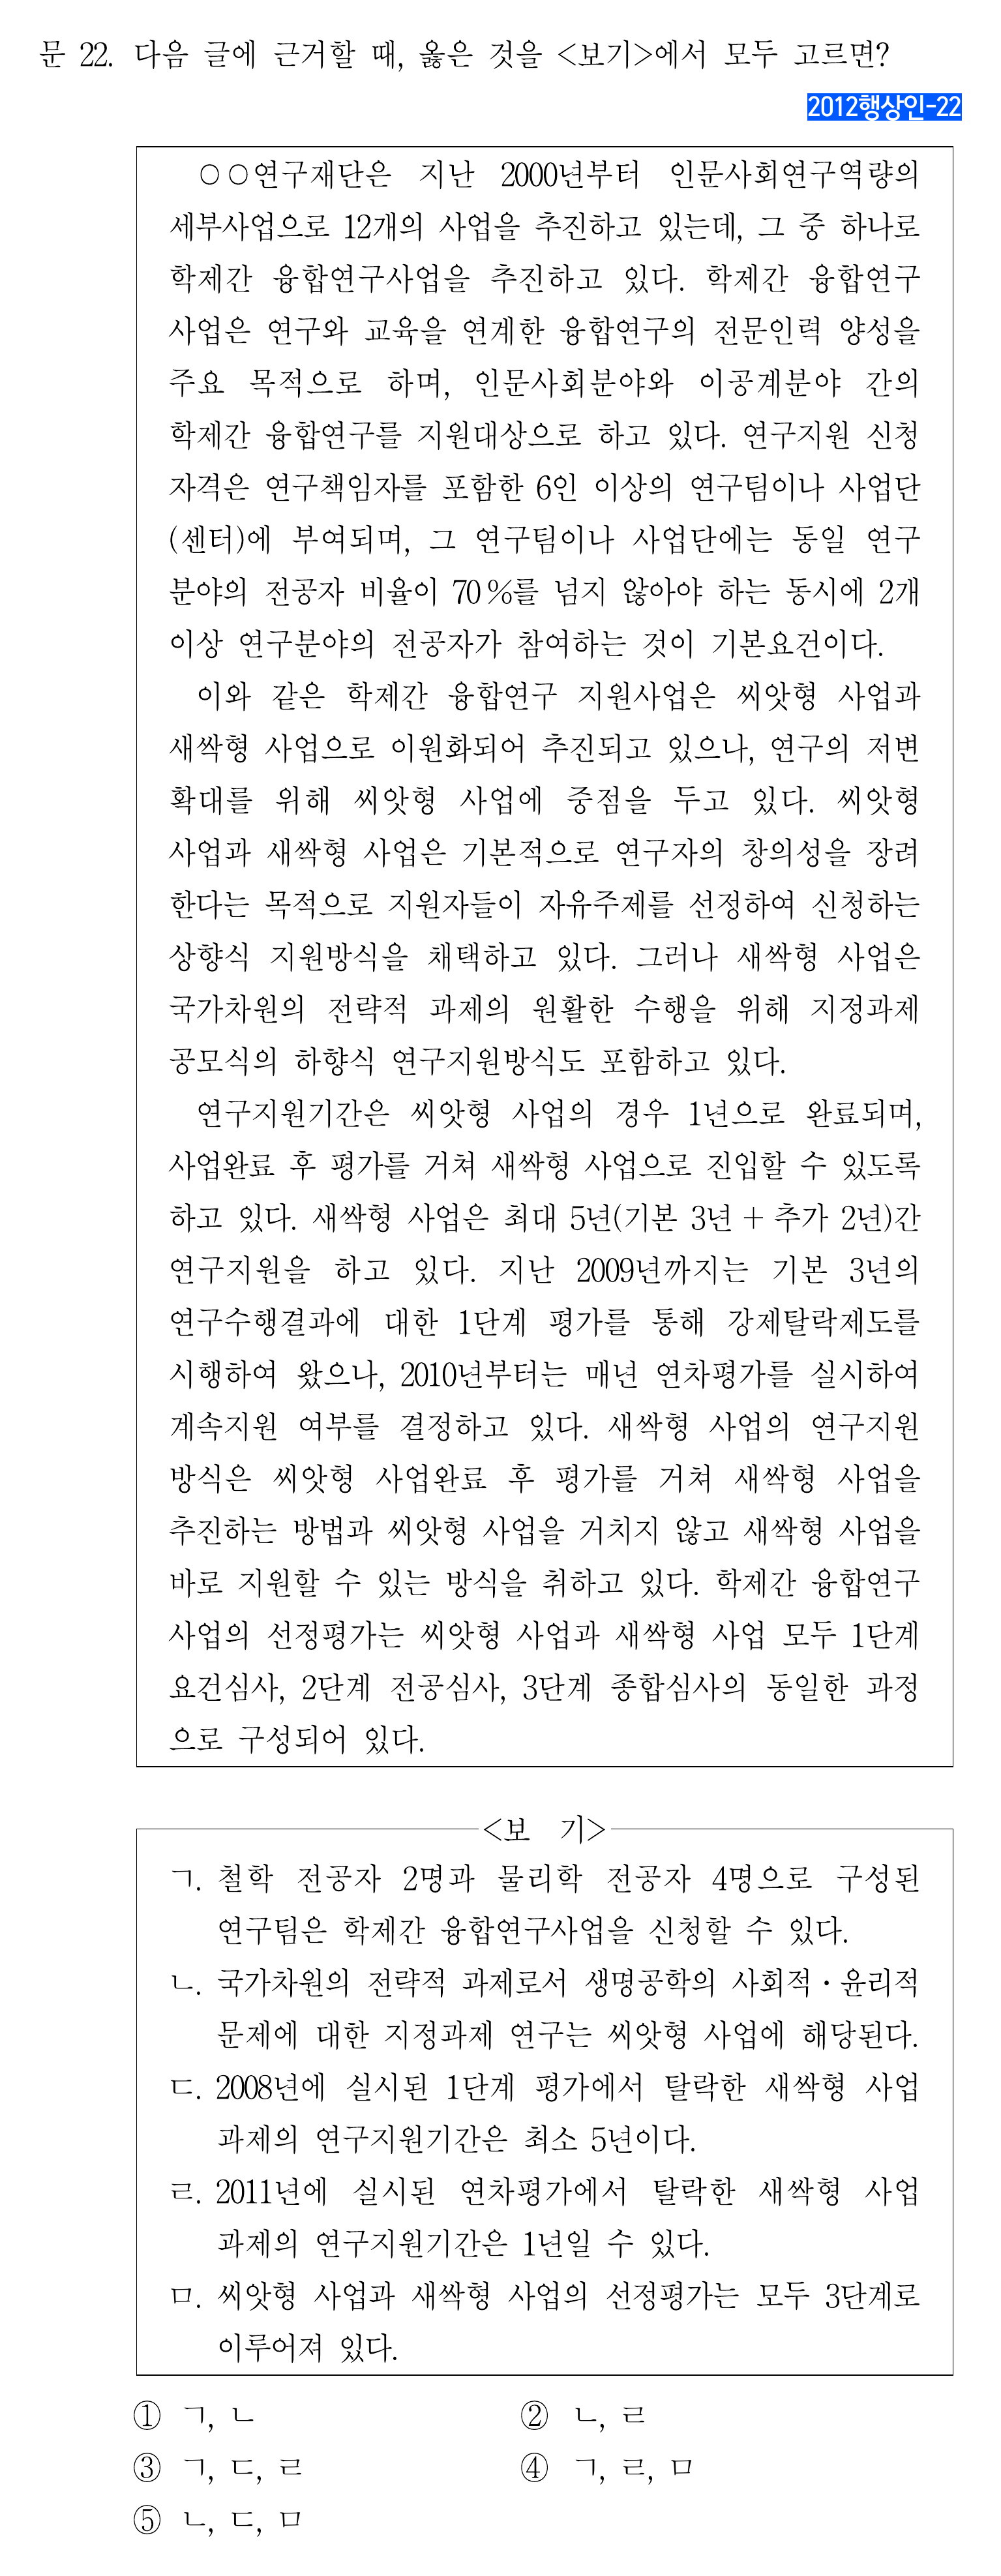 문 22. 다음 글에 근거할 때, 옳은 것을 <보기>에서 모두 고르면?
2012행상인-22
○○연구재단은 지난 2000년부터 인문사회연구역량의
세부사업으로 12개의 사업을 추진하고 있는데, 그 중 하나로
학제간 융합연구사업을 추진하고 있다. 학제간 융합연구
사업은 연구와 교육을 연계한 융합연구의 전문인력 양성을
주요 목적으로 하며, 인문사회분야와 이공계분야 간의
학제간 융합연구를 지원대상으로 하고 있다. 연구지원 신청
자격은 연구책임자를 포함한 6인 이상의 연구팀이나 사업단
(센터)에 부여되며, 그 연구팀이나 사업단에는 동일 연구
분야의 전공자 비율이 70%를 넘지 않아야 하는 동시에 2개
이상 연구분야의 전공자가 참여하는 것이 기본요건이다.
이와 같은 학제간 융합연구 지원사업은 씨앗형 사업과
새싹형 사업으로 이원화되어 추진되고 있으나, 연구의 저변
확대를 위해 씨앗형 사업에 중점을 두고 있다. 씨앗형
사업과 새싹형 사업은 기본적으로 연구자의 창의성을 장려
한다는 목적으로 지원자들이 자유주제를 선정하여 신청하는
상향식 지원방식을 채택하고 있다. 그러나 새싹형 사업은
국가차원의 전략적 과제의 원활한 수행을 위해 지정과제
공모식의 하향식 연구지원방식도 포함하고 있다.
연구지원기간은 씨앗형 사업의 경우 1년으로 완료되며,
사업완료 후 평가를 거쳐 새싹형 사업으로 진입할 수 있도록
하고 있다. 새싹형 사업은 최대 5년(기본 3년 + 추가 2년)간
연구지원을 하고 있다. 지난 2009년까지는 기본 3년의
연구수행결과에 대한 1단계 평가를 통해 강제탈락제도를
시행하여 왔으나, 2010년부터는 매년 연차평가를 실시하여
계속지원 여부를 결정하고 있다. 새싹형 사업의 연구지원
방식은 씨앗형 사업완료 후 평가를 거쳐 새싹형 사업을
추진하는 방법과 씨앗형 사업을 거치지 않고 새싹형 사업을
바로 지원할 수 있는 방식을 취하고 있다. 학제간 융합연구
사업의 선정평가는 씨앗형 사업과 새싹형 사업 모두 1단계
요건심사, 2단계 전공심사, 3단계 종합심사의 동일한 과정
으로 구성되어 있다.
<보 기>
ㄱ. 철학 전공자 2명과 물리학 전공자 4명으로 구성된
연구팀은 학제간 융합연구사업을 신청할 수 있다.
ㄴ. 국가차원의 전략적 과제로서 생명공학의 사회적·윤리적
문제에 대한 지정과제 연구는 씨앗형 사업에 해당된다.
ㄷ. 2008년에 실시된 1단계 평가에서 탈락한 새싹형 사업
과제의 연구지원기간은 최소 5년이다.
ㄹ. 2011년에 실시된 연차평가에서 탈락한 새싹형 사업
과제의 연구지원기간은 1년일 수 있다.
ㅁ. 씨앗형 사업과 새싹형 사업의 선정평가는 모두 3단계로
이루어져 있다.
① ㄱ, ㄴ ② ㄴ, ㄹ
③ ㄱ, ㄷ, ㄹ ④ ㄱ, ㄹ, ㅁ
⑤ ㄴ, ㄷ, ㅁ